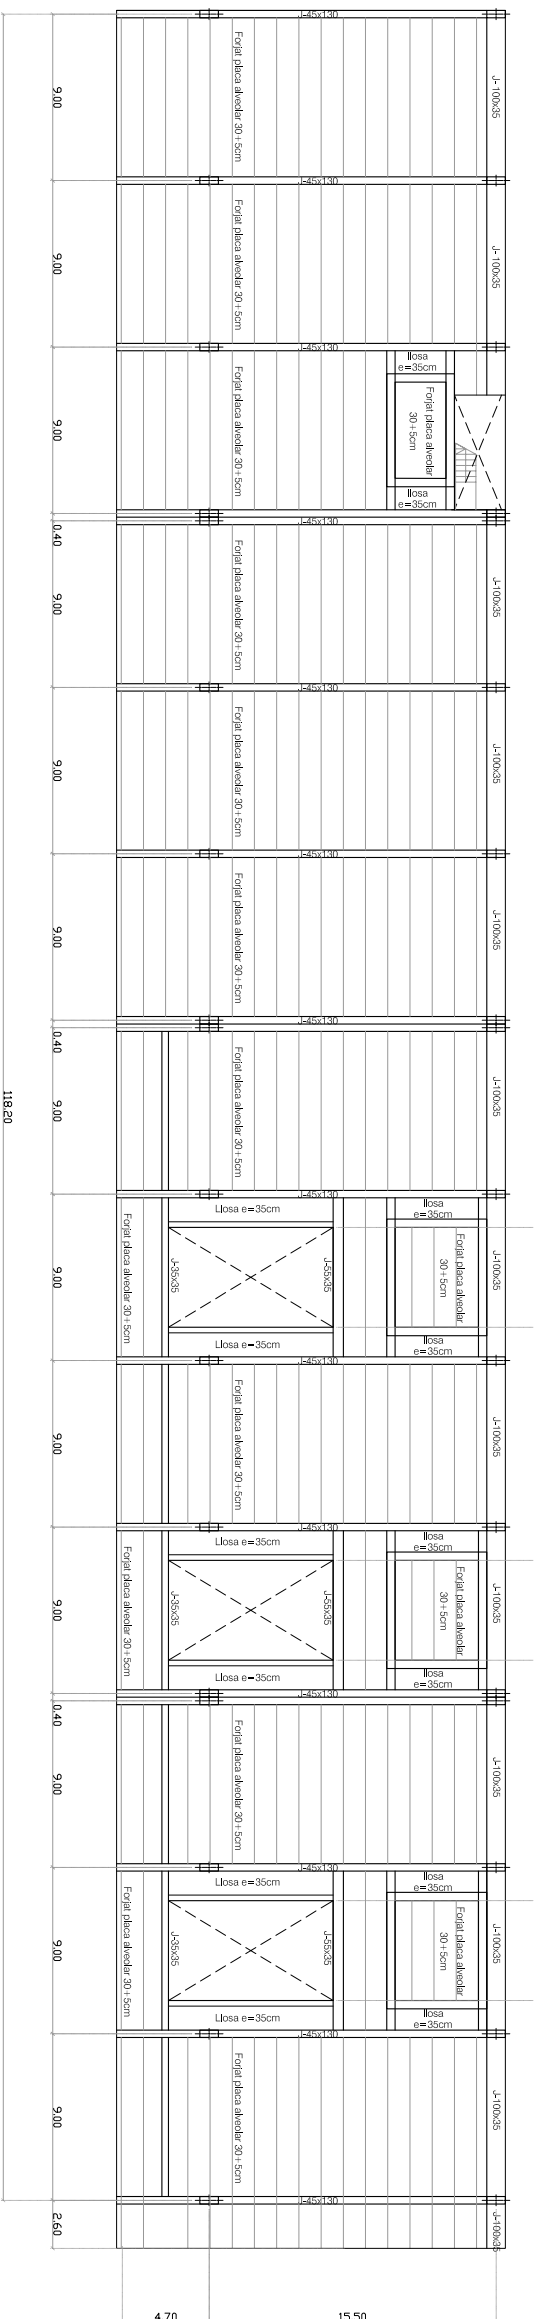 J-45x130
J- 100x35
Forjat placa alveolar 30+5cm
9.00
J-45x130
J- 100x35
Forjat placa alveolar 30+5cm
9.00
J-45x130
llosa
e=35cm
Forjat placa alveolar
30+5cm
Forjat placa alveolar 30+5cm
9.00
llosa
e=35cm
J-45x130
0.40
J-100x35
Forjat placa alveolar 30+5cm
9.00
J-45x130
J-100x35
Forjat placa alveolar 30+5cm
9.00
J-45x130
J-100x35
Forjat placa alveolar 30+5cm
9.00
J-45x130
0.40
J-100x35
Forjat placa alveolar 30+5cm
9.00
118.20
J-45x130
llosa
e=35cm
Llosa e=35cm
J-100x35
Forjat placa alveolar
30+5cm
J-55x35
J-35x35
Forjat placa alveolar 30+5cm
9.00
llosa
e=35cm
Llosa e=35cm
J-45x130
J-100x35
Forjat placa alveolar 30+5cm
9.00
J-45x130
llosa
e=35cm
Llosa e=35cm
J-100x35
Forjat placa alveolar
30+5cm
J-55x35
J-35x35
Forjat placa alveolar 30+5cm
9.00
llosa
e=35cm
Llosa e=35cm
J-45x130
0.40
J-100x35
Forjat placa alveolar 30+5cm
9.00
J-45x130
llosa
e=35cm
Llosa e=35cm
J-100x35
Forjat placa alveolar
30+5cm
J-55x35
J-35x35
Forjat placa alveolar 30+5cm
9.00
llosa
e=35cm
Llosa e=35cm
J-45x130
J-100x35
Forjat placa alveolar 30+5cm
9.00
J-45x130
J-100x35
2.60
4.70
15.50